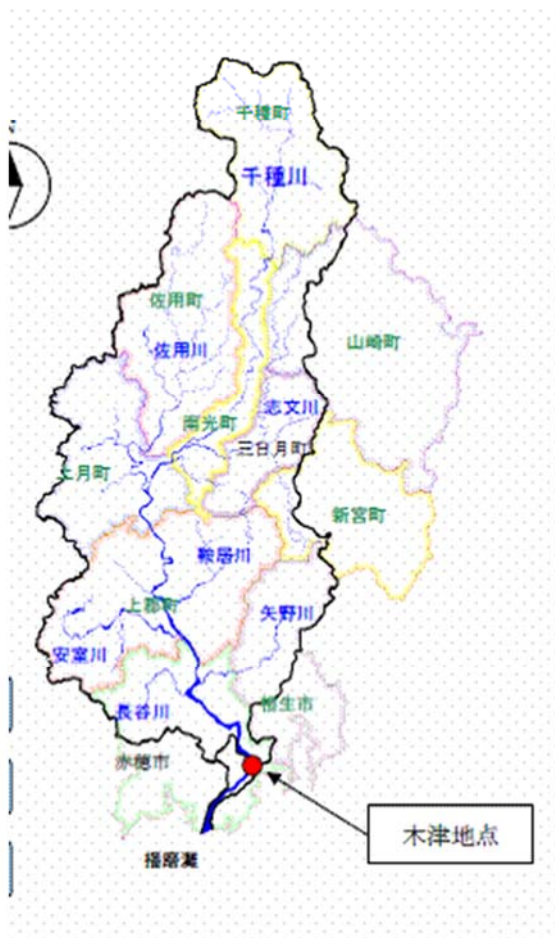 千種町
千種川
佐用町
佐用川
山崎町
志文川
南光町
三日月町
上月町
新宮町
鞍居川
上郡町
矢野川
安室川
長谷川
相生市
赤穂市
木津地点
播磨灘